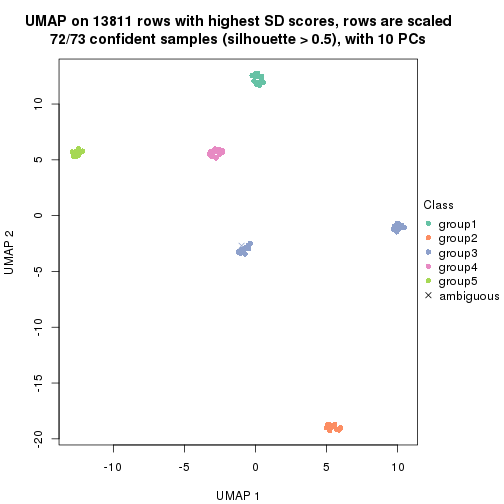 UMAP on 13811 rows with highest SD scores, rows are scaled
72/73 confident samples (silhouette > 0.5), with 10 PCs
10
5
0
-5
-10
-15
-20
UMAP 2
-10
-5
0
5
10
UMAP 1
Class
group1
group2
group3
group4
group5
ambiguous